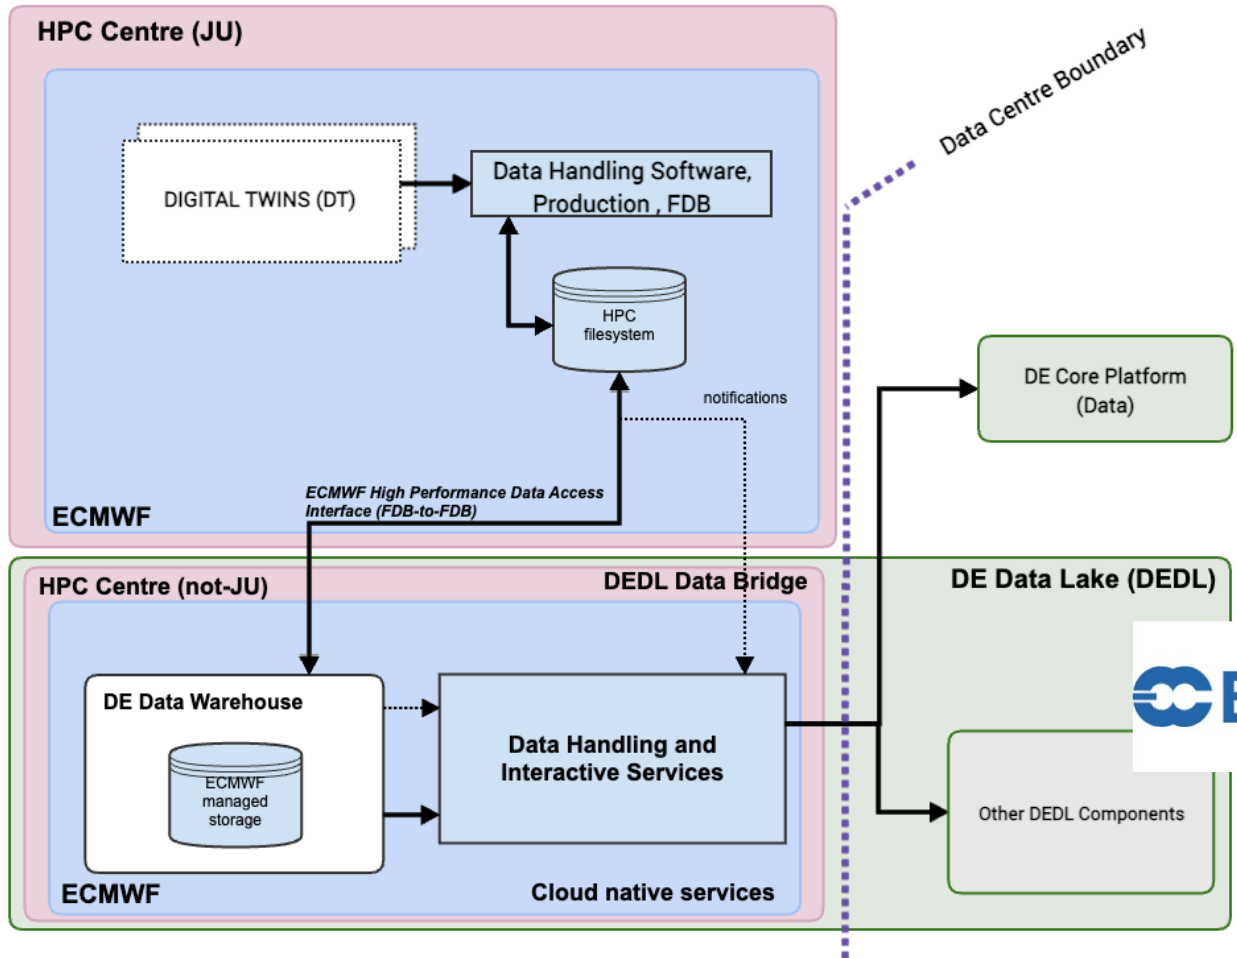 HPC Centre (JU)
Data Centre Boundary
DIGITAL TWINS (DT)
Data Handling Software,
Production , FDB
HPC
filesystem
notifications
DE Core Platform
(Data)
ECMWF High Performance Data Access
Interface (FDB-to-FDB)
ECMWF
HPC Centre (not-JU)
DEDL Data Bridge
DE Data Lake (DEDL)
DE Data Warehouse
ECMWF
managed
storage
Data Handling and
Interactive Services
Other DEDL Components
ECMWF
Cloud native services